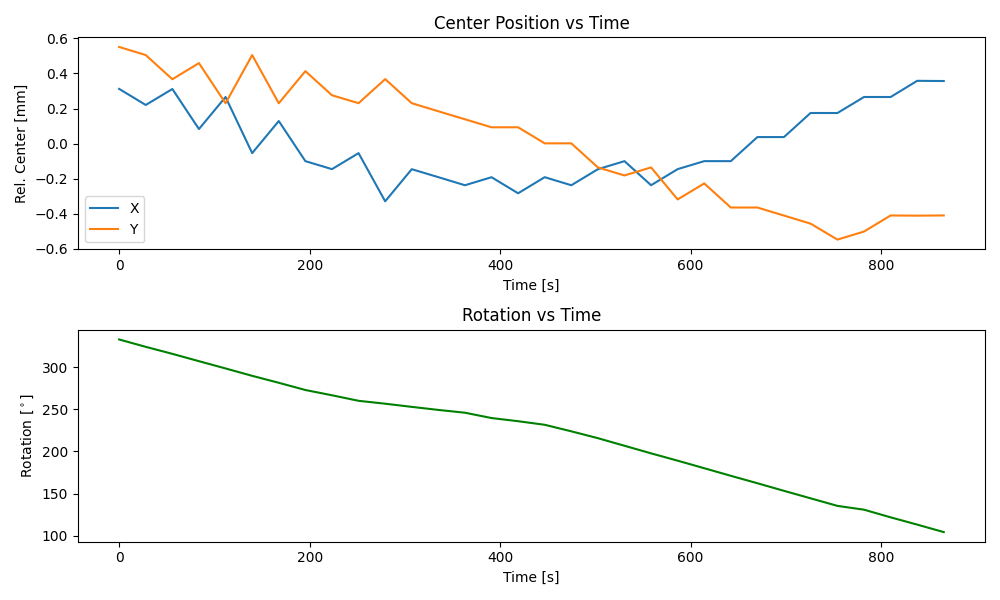 Center Position vs Time
Rel. Center [mm]
0.6
0.4
0.2
0.0
−0.2
−0.4
−0.6
X
Y
0 200 400 600 800
Time [s]
Rotation vs Time
Rotation [°]
300
250
200
150
100
0 200 400 600 800
Time [s]